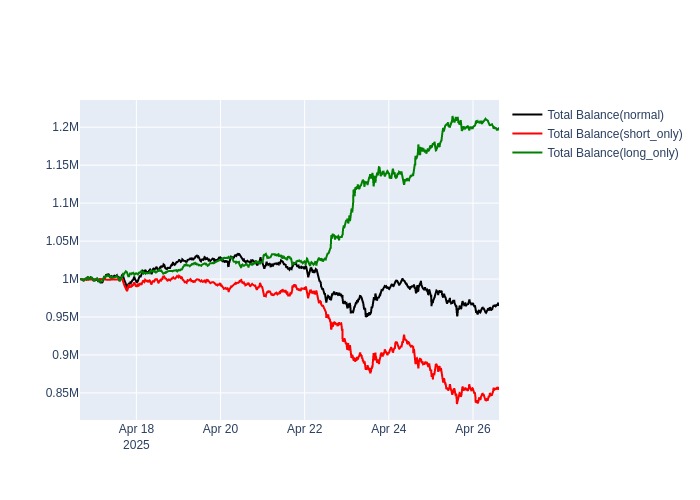 1.2M
1.15M
1.1M
1.05M
1M
0.95M
0.9M
0.85M
Apr 18
2025
Apr 20
Apr 22
Apr 24
Apr 26
Total Balance(normal)
Total Balance(short_only)
Total Balance(long_only)